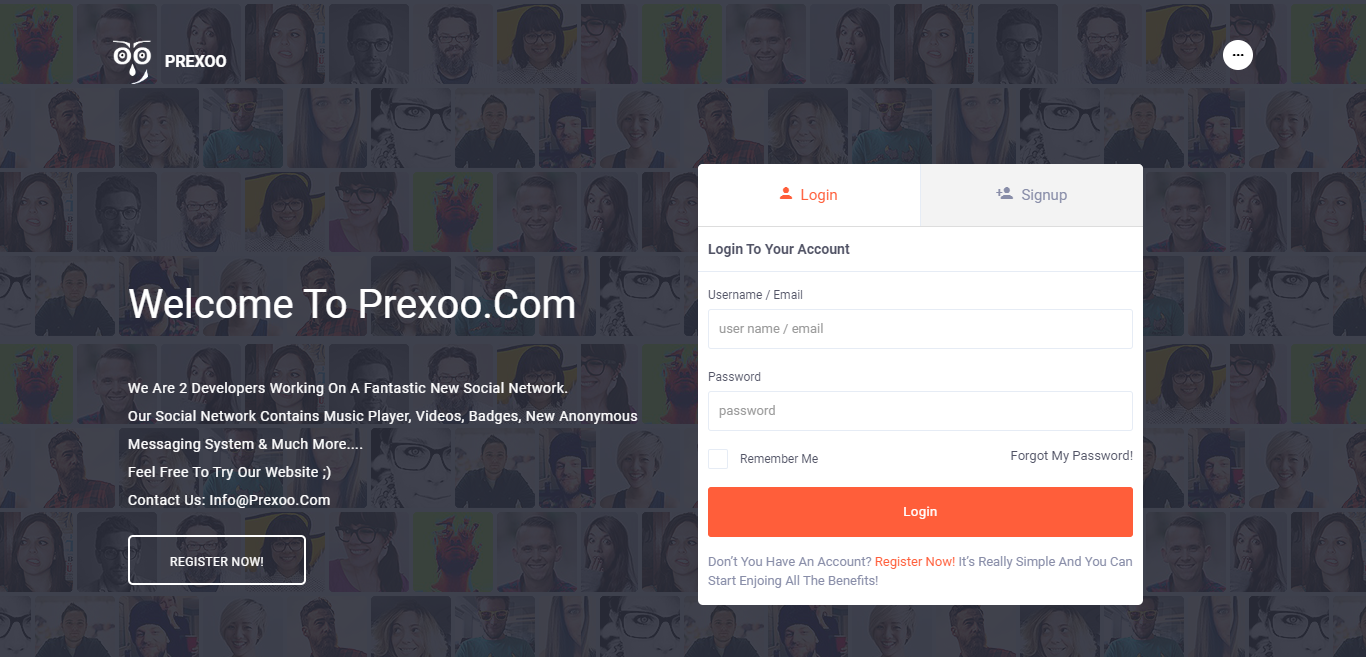 PREXOO
Welcome To Prexoo.Com
We Are 2 Developers Working On A Fantastic New Social Network.
Our Social Network Contains Music Player, Videos, Badges, New Anonymous
Messaging System & Much More....
Feel Free To Try Our Website ;)
Contact Us: Info@Prexoo.Com
REGISTER NOW!
Login
Signup
Login To Your Account
Username / Email
user name / email
Password
password
Remember Me
Forgot My Password!
Login
Don't You Have An Account? Register Now! It's Really Simple And You Can
Start Enjoing All The Benefits!